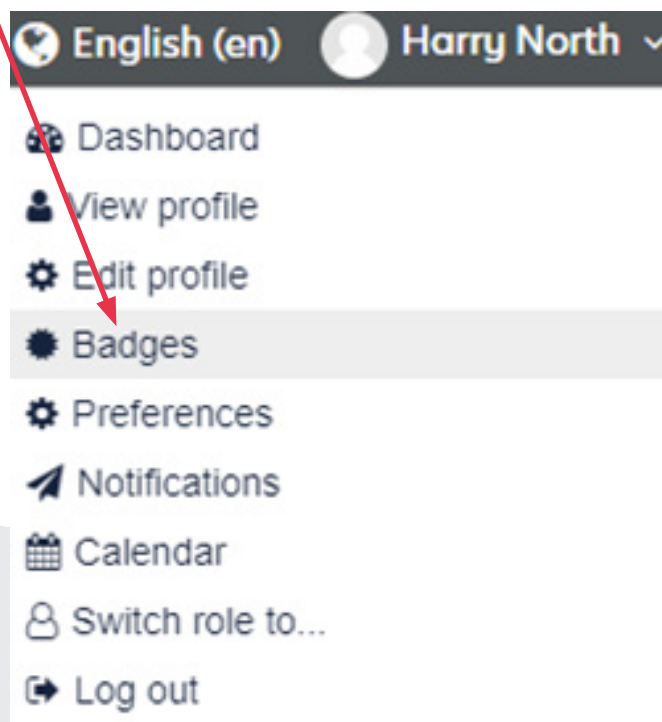 English (en) Harry North
Dashboard
View profile
Edit profile
Badges
Preferences
Notifications
Calendar
Switch role to...
Log out